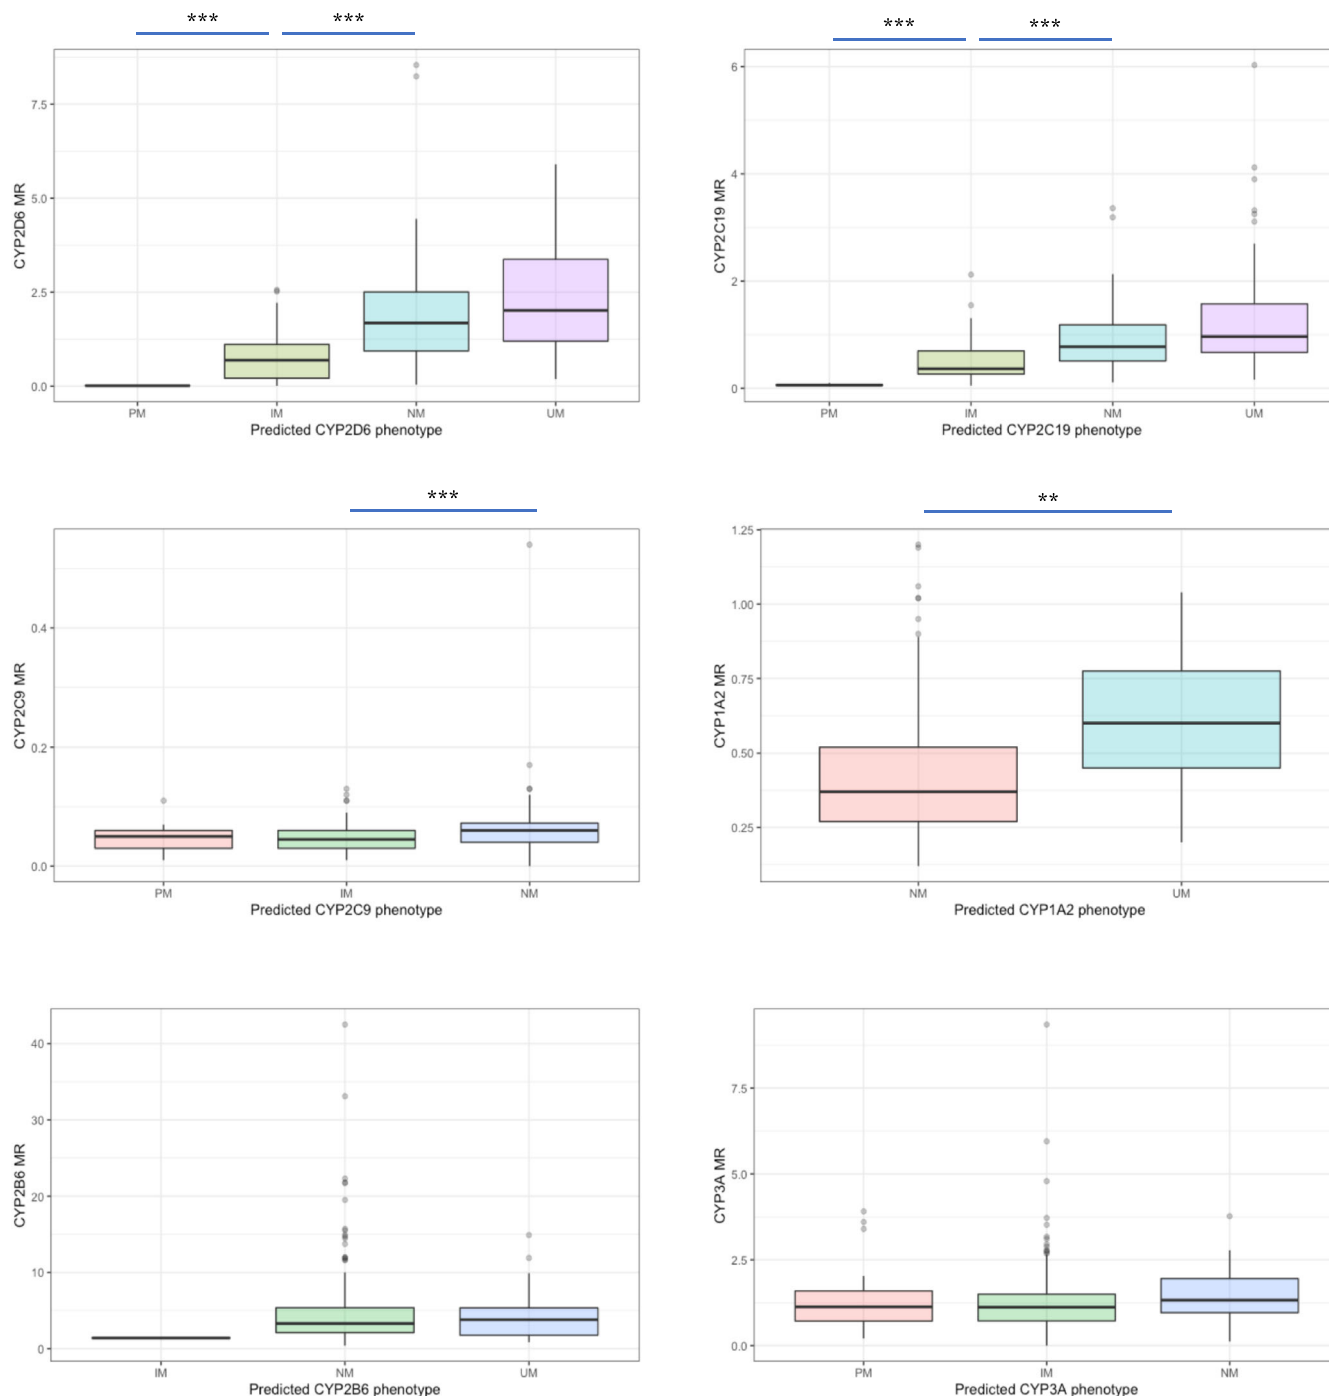 *** ***
7.5
5.0
2.5
0.0
CYP2D6 MR
PM IM NM UM
Predicted CYP2D6 phenotype
*** ***
6
4
2
0
CYP2C19 MR
PM IM NM UM
Predicted CYP2C19 phenotype
***
0.4
0.2
0.0
CYP2C9 MR
PM IM NM
Predicted CYP2C9 phenotype
**
1.25
1.00
0.75
0.50
0.25
CYP1A2 MR
NM UM
Predicted CYP1A2 phenotype
40
30
20
10
0
CYP2B6 MR
IM NM UM
Predicted CYP2B6 phenotype
7.5
5.0
2.5
0.0
CYP3A MR
PM IM NM
Predicted CYP3A phenotype